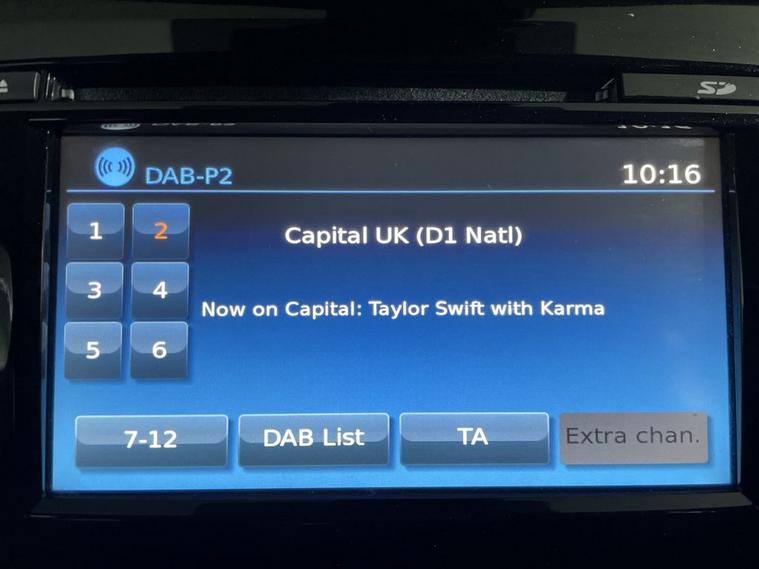 SD
DAB-P2 10:16
1 2
Capital UK (D1 Natl)
3 4
Now on Capital: Taylor Swift with Karma
5 6
7-12 DAB List TA Extra chan.